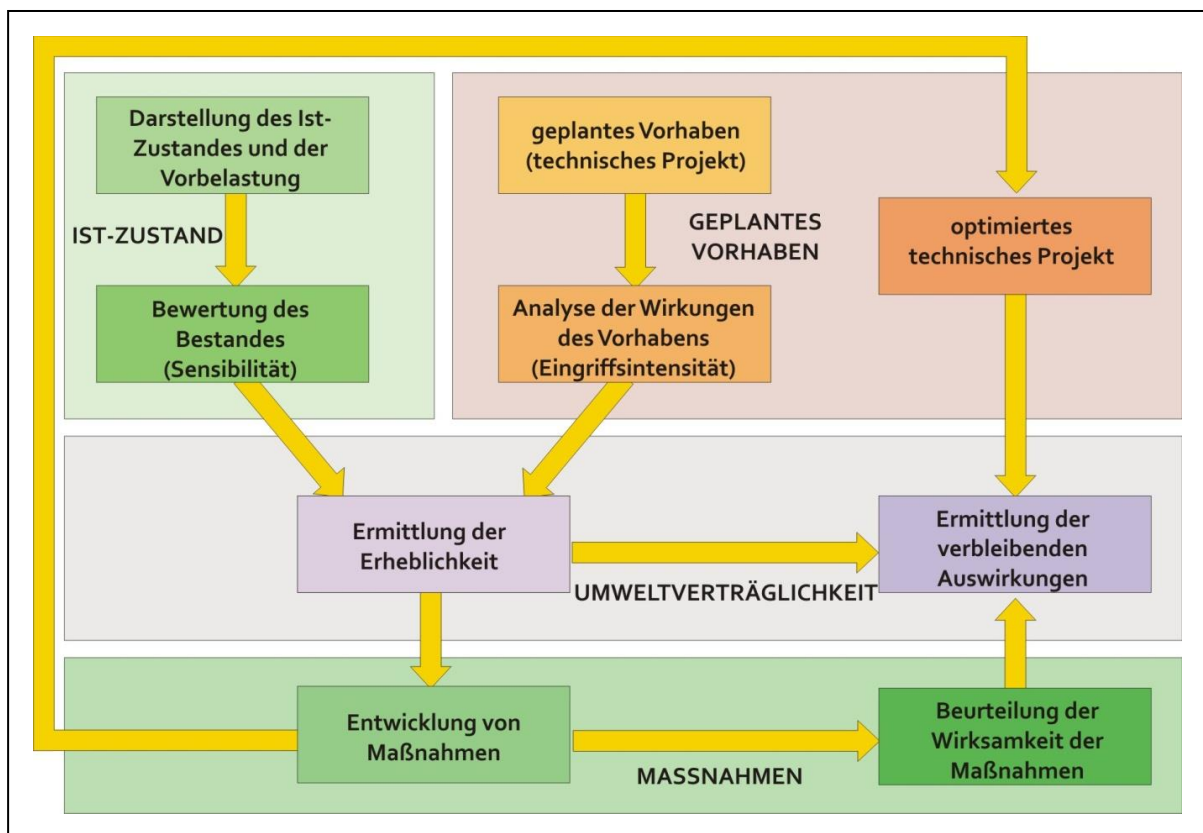 Darstellung des Ist-
Zustandes und der
Vorbelastung
IST-ZUSTAND
Bewertung des
Bestandes
(Sensibilität)
geplantes Vorhaben
(technisches Projekt)
GEPLANTES
VORHABEN
Analyse der Wirkungen
des Vorhabens
(Eingriffsintensität)
optimiertes
technisches Projekt
Ermittlung der
Erheblichkeit
UMWELTVERTRÄGLICHKEIT
Ermittlung der
verbleibenden
Auswirkungen
Entwicklung von
Maßnahmen
MASSNAHMEN
Beurteilung der
Wirksamkeit der
Maßnahmen